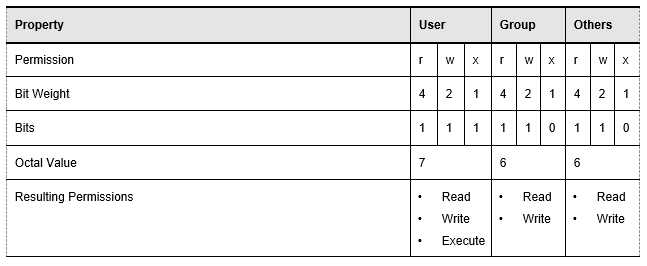 Property User Group Others
Permission r w x r w x r w x
Bit Weight 4 2 1 4 2 1 4 2 1
Bits 1 1 1 1 1 0 1 1 0
Octal Value 7 6 6
Resulting Permissions • Read • Read • Read
• Write • Write • Write
• Execute